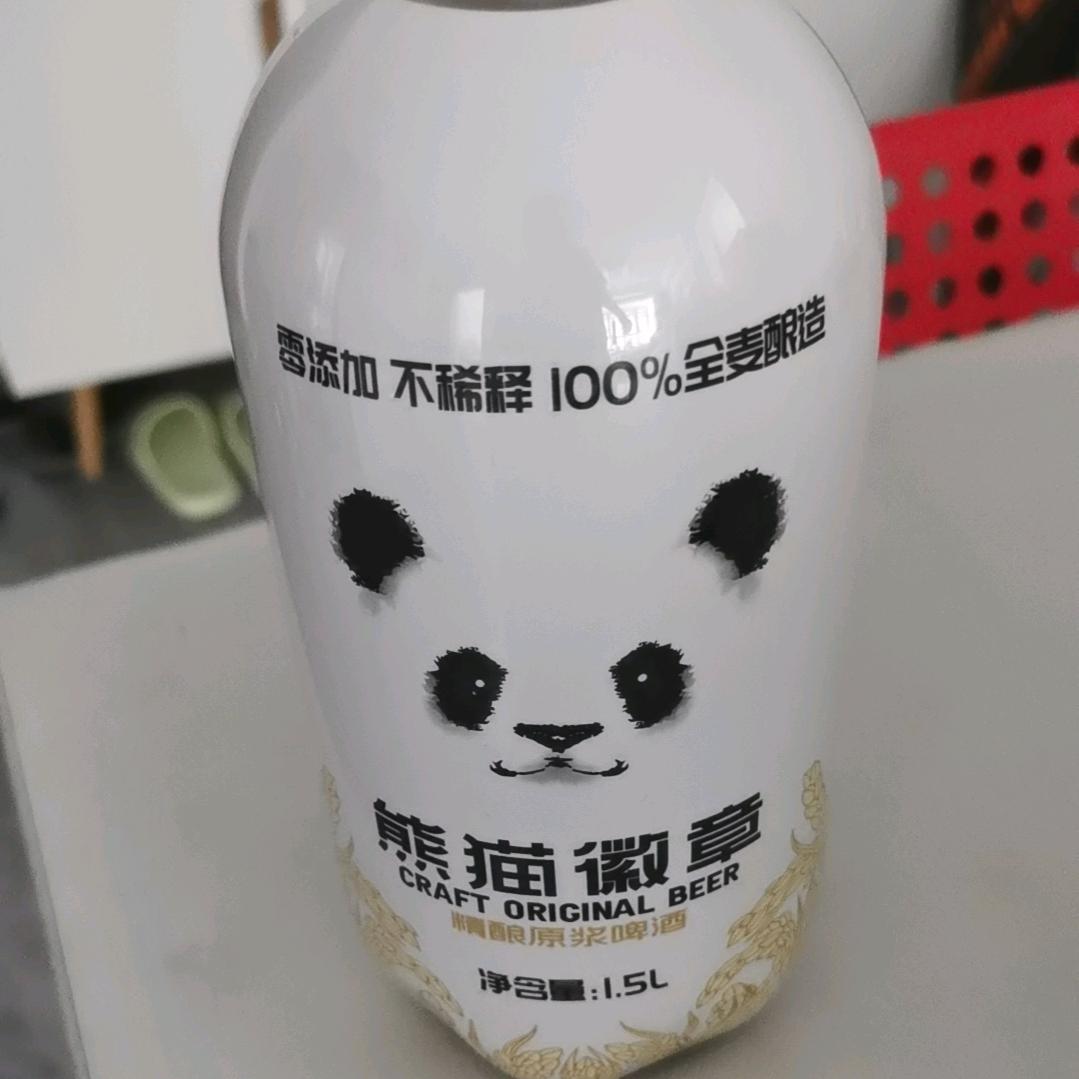 零添加 不稀释 100%全麦酿造
熊猫徽章
CRAFT ORIGINAL BEER
精酿原浆啤酒
净含量:1.5L